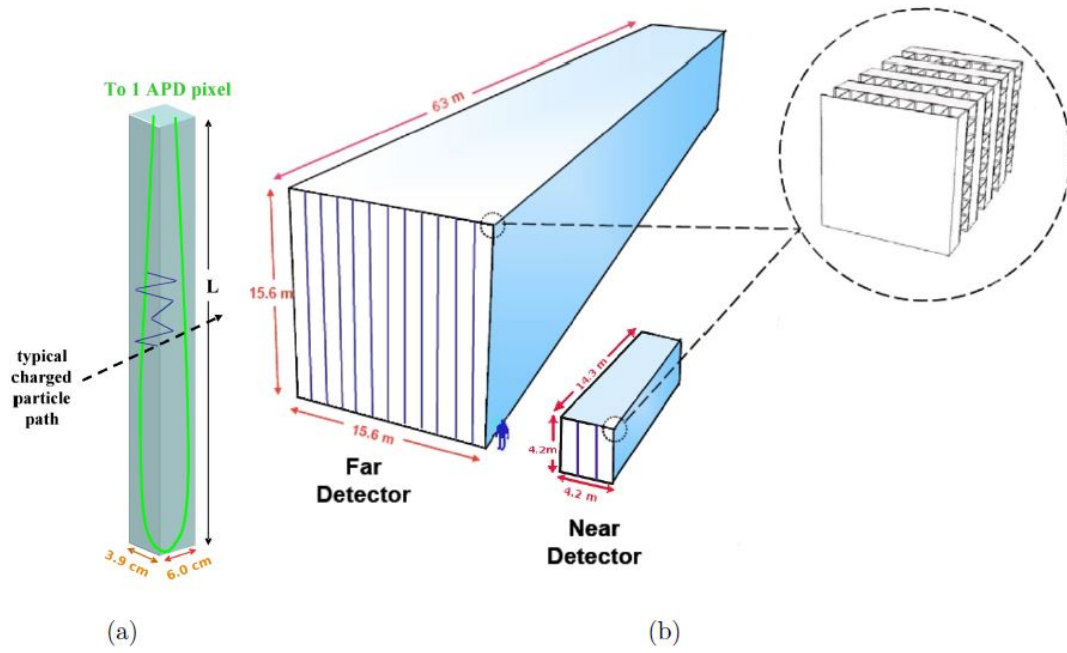 To 1 APD pixel
L
typical
charged
particle
path
3.9 cm
6.0 cm
(a)
63 m
15.6 m
15.6 m
Far
Detector
14.3 m
4.2m
4.2 m
Near
Detector
(b)